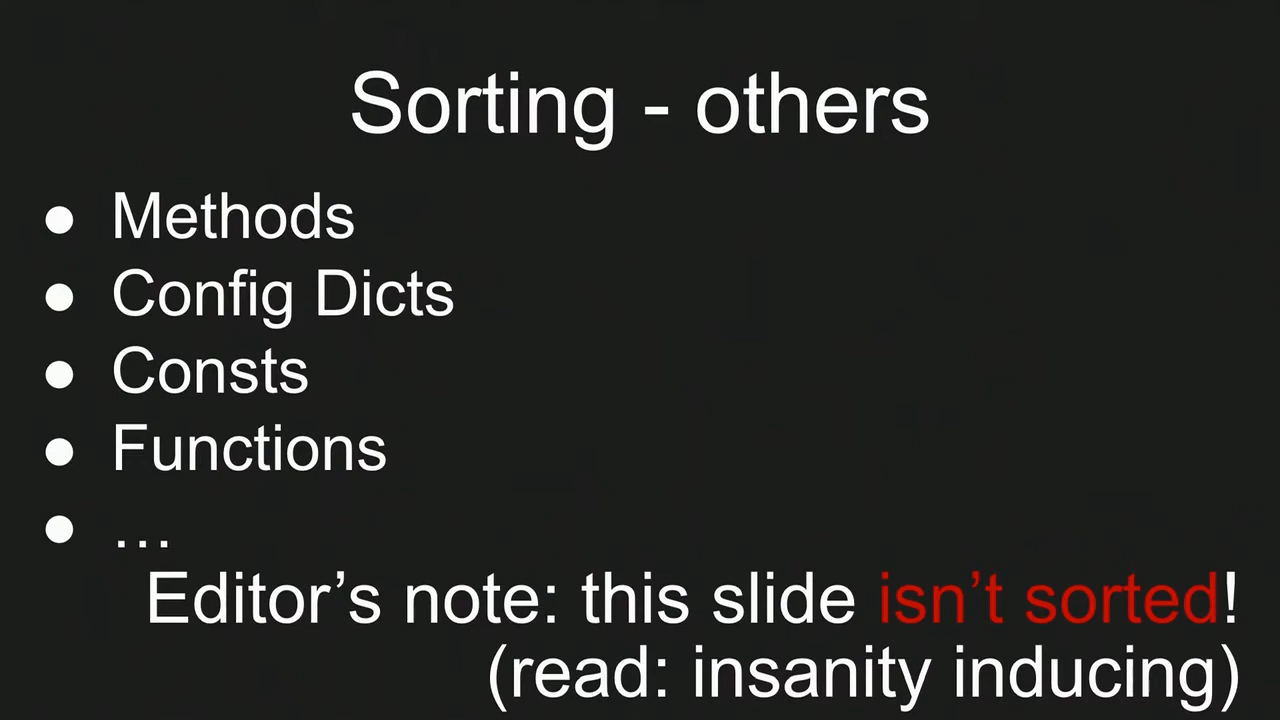 Sorting - others
● Methods
● Config Dicts
● Consts
● Functions
● …
Editor’s note: this slide isn’t sorted!
(read: insanity inducing)